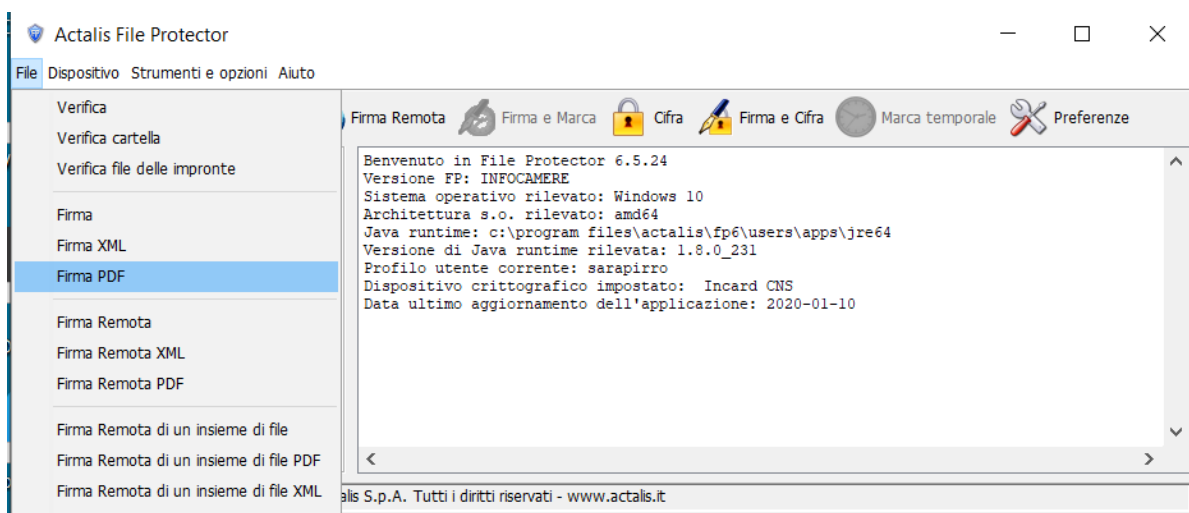 Actalis File Protector
File Dispositivo Strumenti e opzioni Aiuto
Verifica
Verifica cartella
Verifica file delle impronte
Firma
Firma XML
Firma PDF
Firma Remota
Firma Remota XML
Firma Remota PDF
Firma Remota di un insieme di file
Firma Remota di un insieme di file PDF
Firma Remota di un insieme di file XML
Firma Remota Firma e Marca Cifra Firma e Cifra Marca temporale Preferenze
Benvenuto in File Protector 6.5.24
Versione FP: INFOCAMERE
Sistema operativo rilevato: Windows 10
Architettura s.o. rilevato: amd64
Java runtime: c:\program files\actalis\fp6\users\apps\jre64
Versione di Java runtime rilevata: 1.8.0_231
Profilo utente corrente: sarapirro
Dispositivo crittografico impostato:  Incard CNS
Data ultimo aggiornamento dell'applicazione: 2020-01-10
alis S.p.A. Tutti i diritti riservati - www.actalis.it